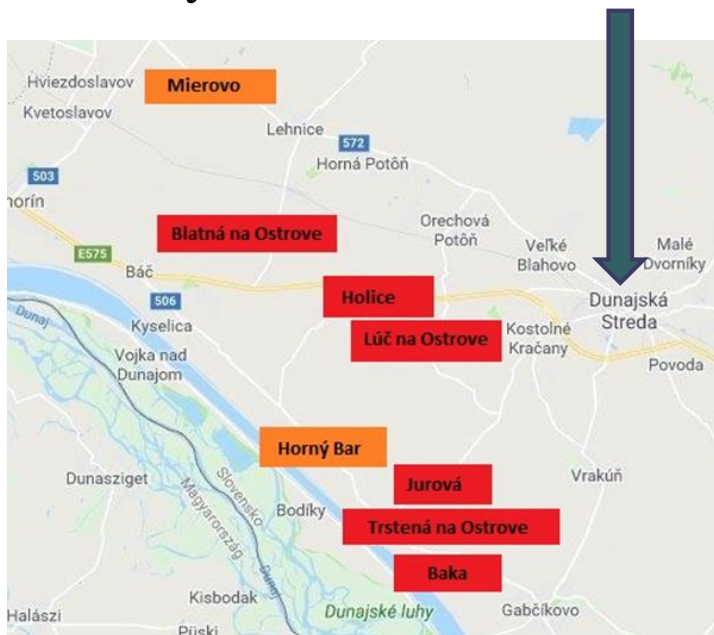 Hviezdoslavov
Mierovo
Kvetoslavov
Lehnice
572
Horná Potôň
503
norín
Orechová
Potôň
Blatná na Ostrove
Veľké
Blahovo
Malé
Dvorníky
E575
Báč
506
Holice
Dunajská
Streda
Dunaj
Kyselica
Lúč na Ostrove
Kostolné
Kračany
Vojka nad
Dunajom
Povoda
Horný Bar
Dunasziget
Slovensko
Magyarország
Jurová
Vrakúň
Bodíky
Trstená na Ostrove
Dunaj
Baka
Kisbodak
Dunajské luhy
Gabčíkovo
Halászi
Püski